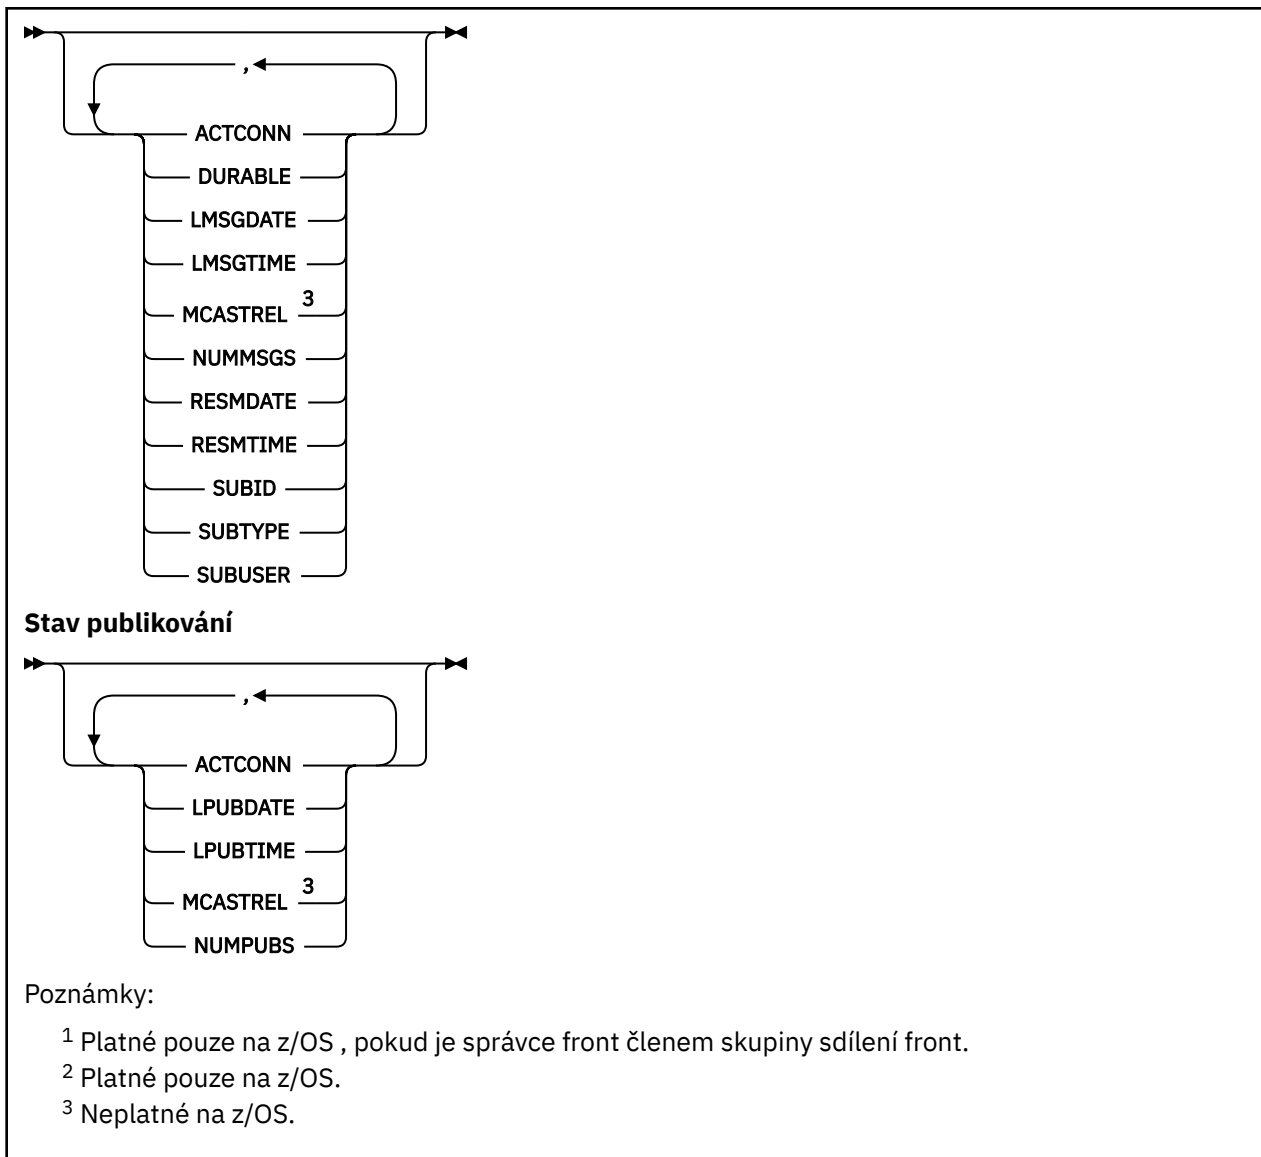 ,
ACTCONN
DURABLE
LMSGDATE
LMSGTIME
MCASTREL 3
NUMMSGS
RESMDATE
RESMTIME
SUBID
SUBTYPE
SUBUSER
Stav publikování
,
ACTCONN
LPUBDATE
LPUBTIME
MCASTREL 3
NUMPUBS
Poznámky:
1 Platné pouze na z/OS , pokud je správce front členem skupiny sdílení front.
2 Platné pouze na z/OS.
3 Neplatné na z/OS.